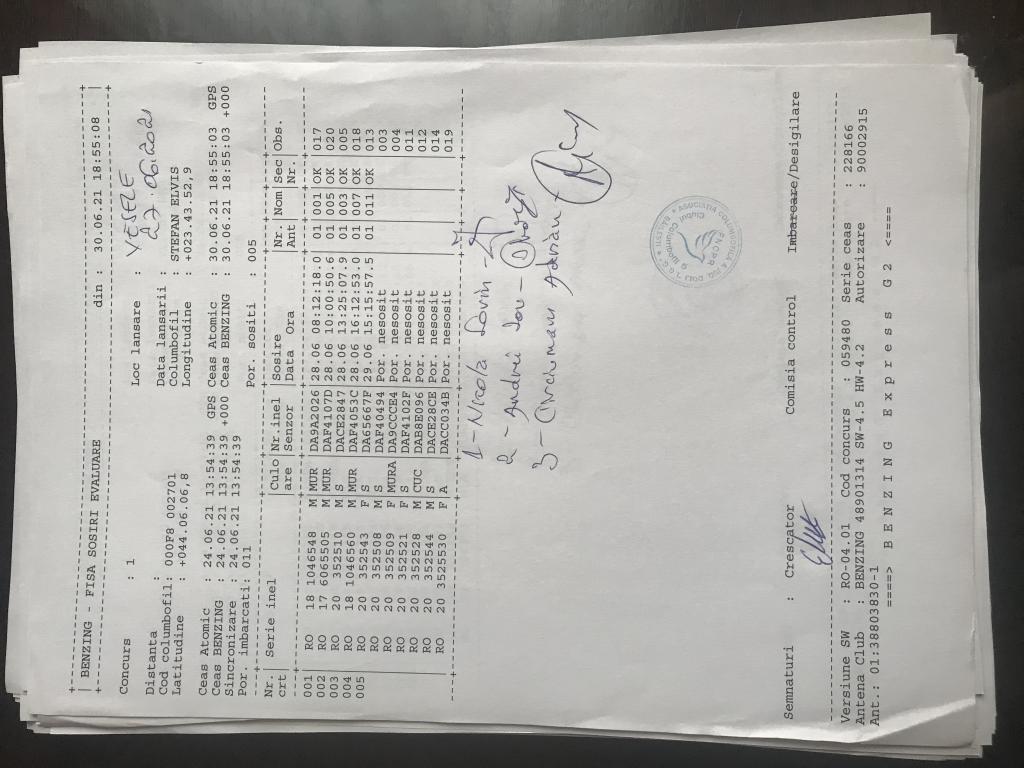 | BENZING - FISA SOSIRI EVALUARE din : 30.06.21 18:55:08 |
Concurs : 1 Loc lansare : VESELE
Distanta : Data lansarii : 27.06.2021
Cod columbofil: 000F8 002701 Columbofil : STEFAN ELVIS
Latitudine : +044.06.06,8 Longitudine : +023.43.52,9
Ceas Atomic : 24.06.21 13:54:39 GPS Ceas Atomic : 30.06.21 18:55:03 GPS
Ceas BENZING : 24.06.21 13:54:39 +000 Ceas BENZING : 30.06.21 18:55:03 +000
Sincronizare : 24.06.21 13:54:39
Por. imbarcati: 011 Por. sositi : 005
Nr. | Serie inel | Culo | Nr.inel | Sosire | Nr. | Nom | Sec | Obs.
crt | | are | Senzor | Data Ora | Ant | | Nr. |
001 RO 18 1046548 M MUR DA9A2026 28.06 08:12:18.0 01 001 OK 017
002 RO 17 6065505 M MUR DAF4107D 28.06 10:00:50.6 01 005 OK 020
003 RO 20 352510 M S DACE2847 28.06 13:25:07.9 01 003 OK 005
004 RO 18 1046560 M MUR DAF4053C 28.06 16:12:53.0 01 007 OK 018
005 RO 20 352543 F S DA65667F 29.06 15:15:57.5 01 011 OK 013
RO 20 352508 M S DAF40494 Por. nesosit 003
RO 20 352509 F MURA DA9CCCE4 Por. nesosit 004
RO 20 352521 F S DAF4102F Por. nesosit 011
RO 20 352528 M CUC DAB8E096 Por. nesosit 012
RO 20 352544 M S DACE28CE Por. nesosit 014
RO 20 3525530 F A DACC034B Por. nesosit 019
1 - Nicola Sorin -
2 - Andrei Iou -
3 - Circiumaru Adrian
Semnaturi : Crescator Comisia control Imbarcare/Desigilare
Versiune SW : RO-04.01 Cod concurs : 059480 Serie ceas : 228166
Antena Club : BENZING 48901314 SW-4.5 HW-4.2 Autorizare : 90002915
Ant.: 01:38803830-1
====> B E N Z I N G E x p r e s s G 2 <====